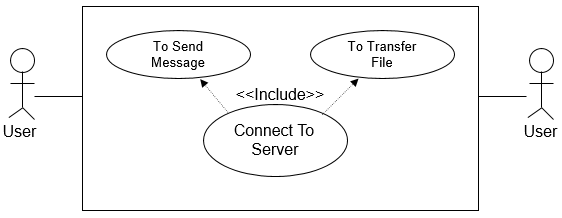 To Send
Message
To Transfer
File
<<Include>>
Connect To
Server
User
User